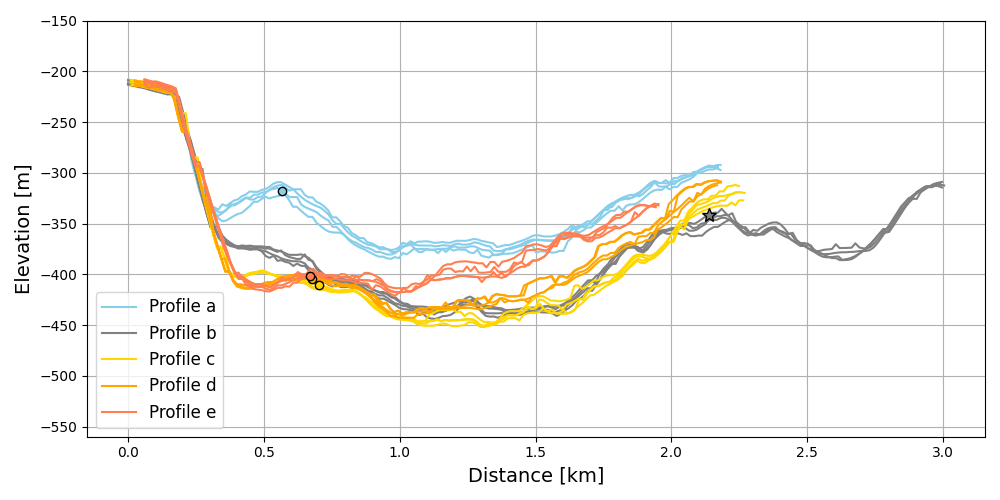 −150
−200
−250
−300
−350
−400
−450
−500
−550
Elevation [m]
Profile a
Profile b
Profile c
Profile d
Profile e
0.0 0.5 1.0 1.5 2.0 2.5 3.0
Distance [km]